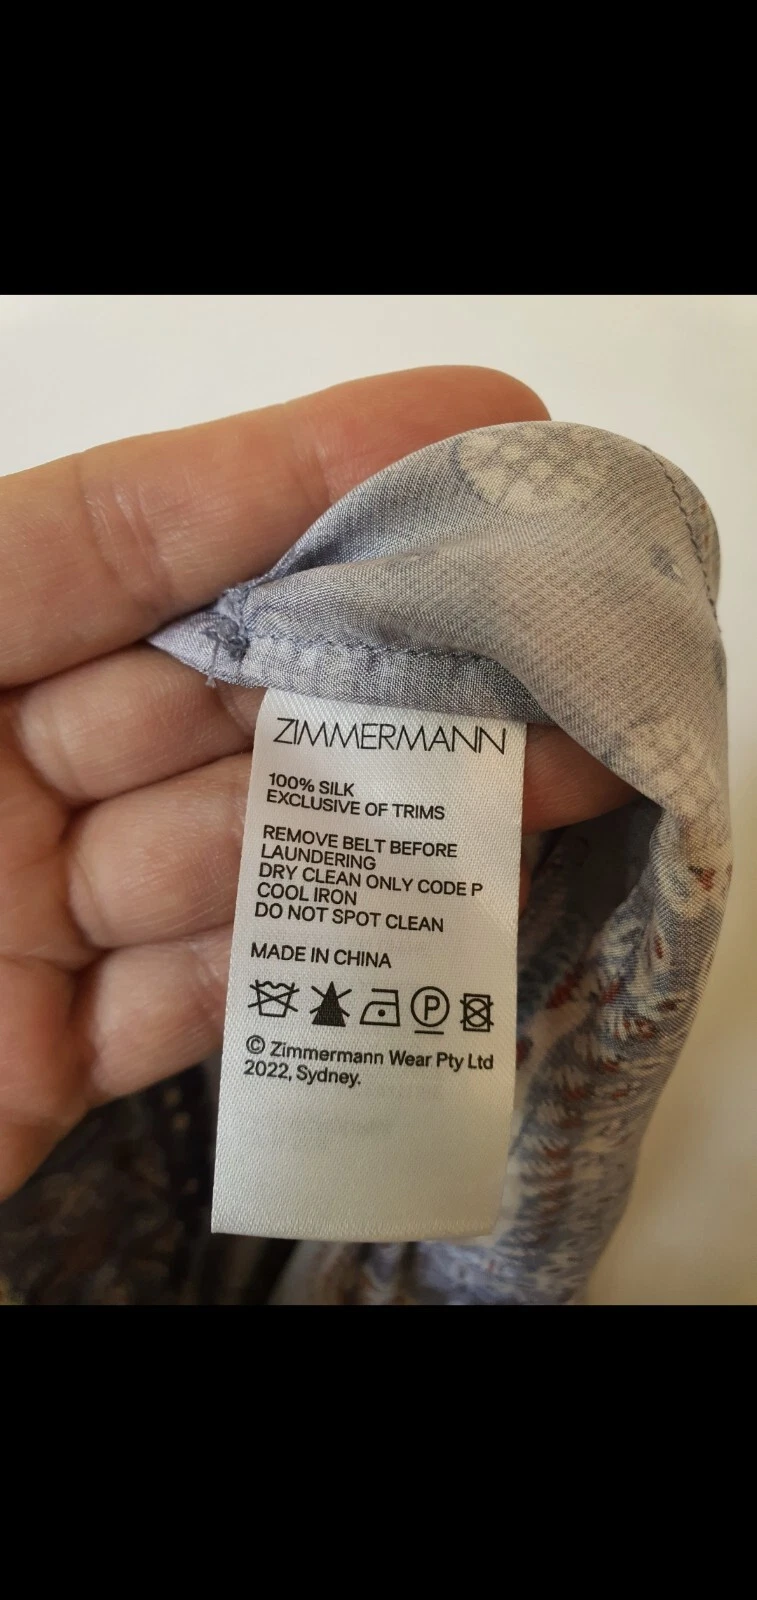 ZIMMERMANN
100% SILK
EXCLUSIVE OF TRIMS
REMOVE BELT BEFORE
LAUNDERING
DRY CLEAN ONLY CODE P
COOL IRON
DO NOT SPOT CLEAN
MADE IN CHINA
P
© Zimmermann Wear Pty Ltd
2022, Sydney.